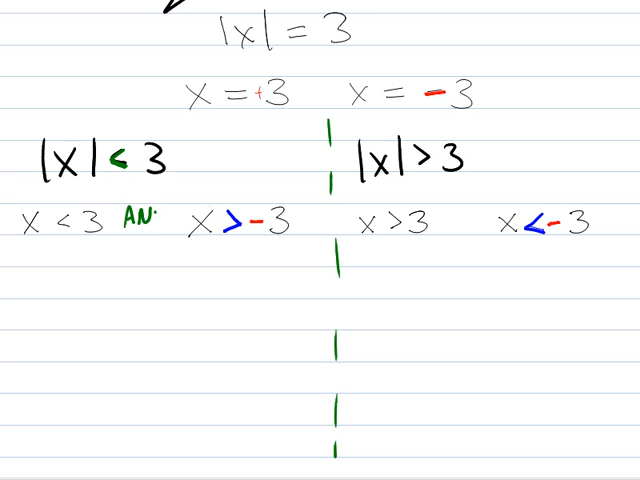 |x| = 3
x = +3 x = -3
|x| < 3 |x| > 3
x < 3 AN x > -3 x > 3 x < -3